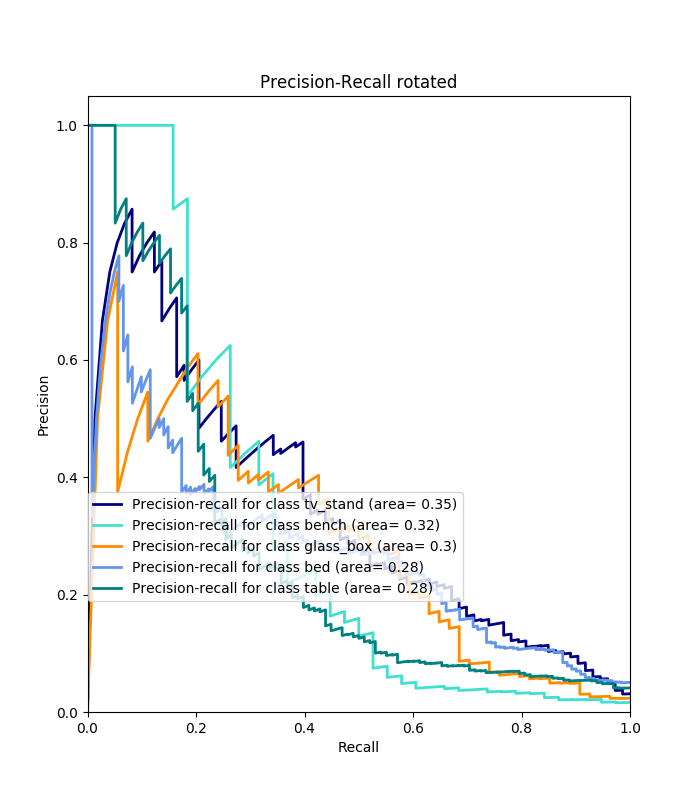 Precision-Recall rotated
1.0
0.8
0.6
0.4
0.2
0.0
Precision
Precision-recall for class tv_stand (area= 0.35)
Precision-recall for class bench (area= 0.32)
Precision-recall for class glass_box (area= 0.3)
Precision-recall for class bed (area= 0.28)
Precision-recall for class table (area= 0.28)
0.0 0.2 0.4 0.6 0.8 1.0
Recall